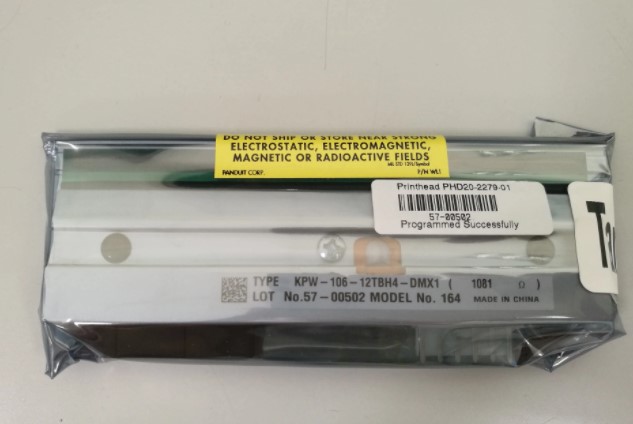 DO NOT SHIP OR STORE NEAR STRONG
ELECTROSTATIC, ELECTROMAGNETIC,
MAGNETIC OR RADIOACTIVE FIELDS
PANDUIT CORP.
Printhead PHD20-2279-01
57-00502
Programmed Successfully
TYPE KPW-106-12TBH4-DMX1 ( 1081 Ω )
LOT No.57-00502 MODEL No. 164 MADE IN CHINA